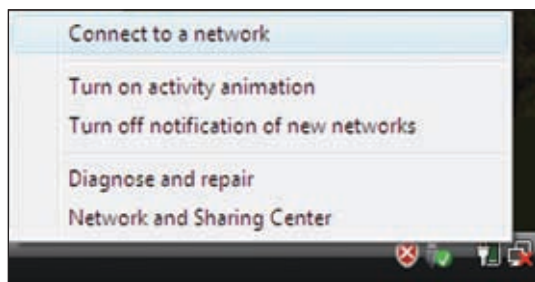 Connect to a network
Turn on activity animation
Turn off notification of new networks
Diagnose and repair
Network and Sharing Center